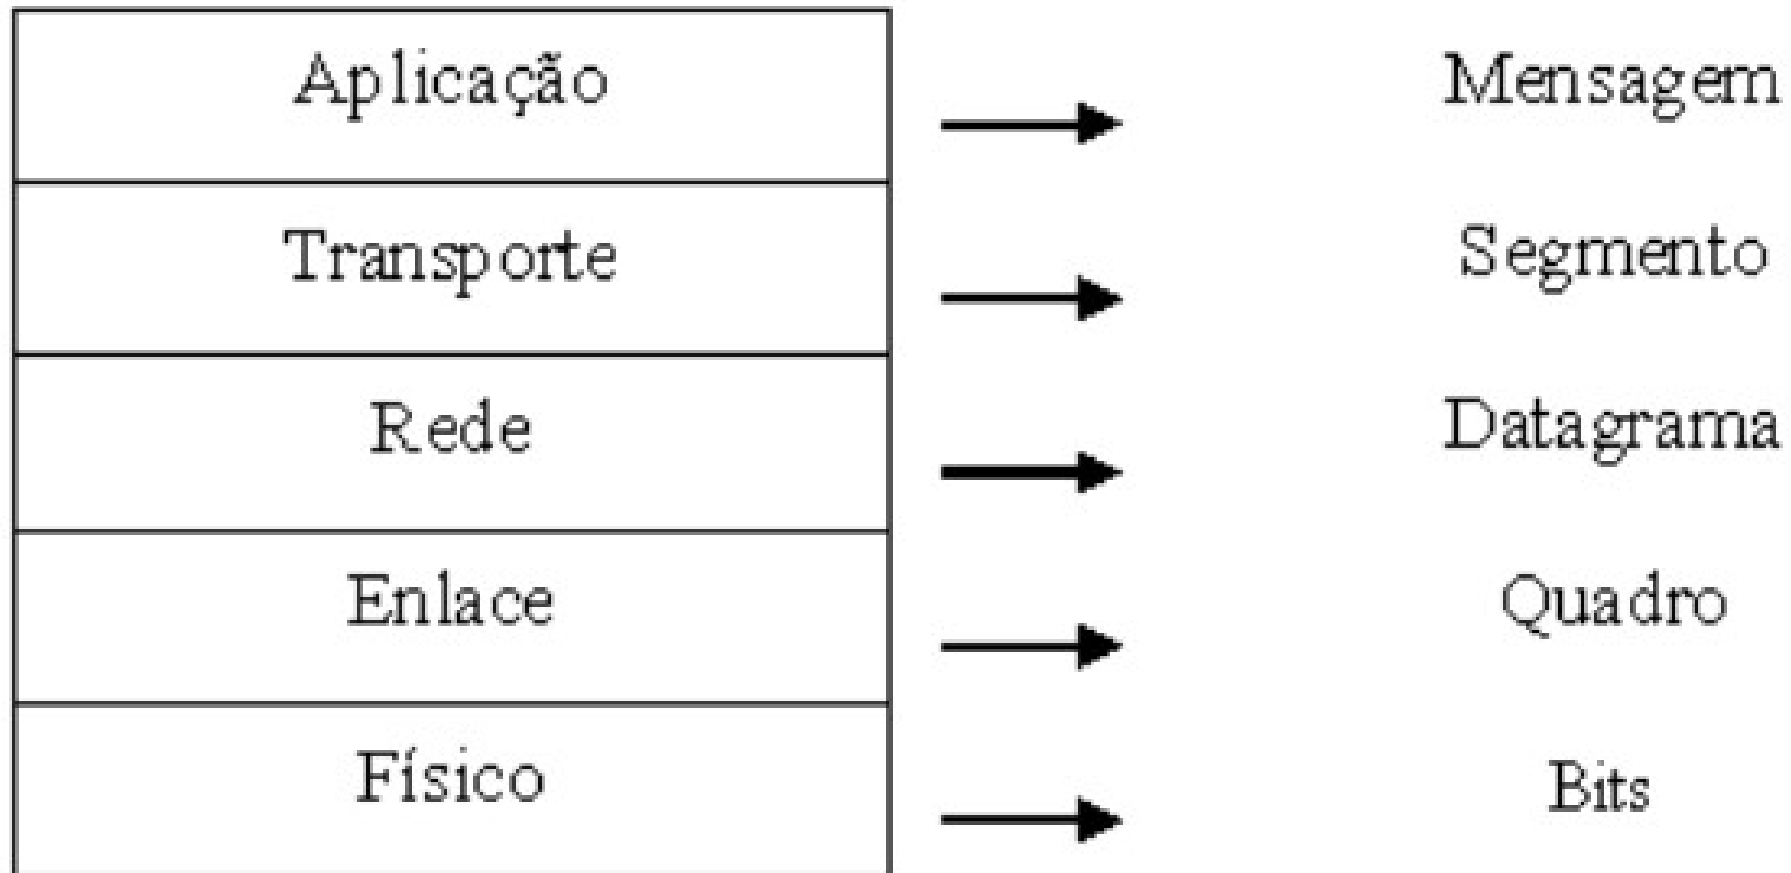 Aplicação
Mensagem
Transporte
Segmento
Rede
Datagrama
Enlace
Quadro
Físico
Bits